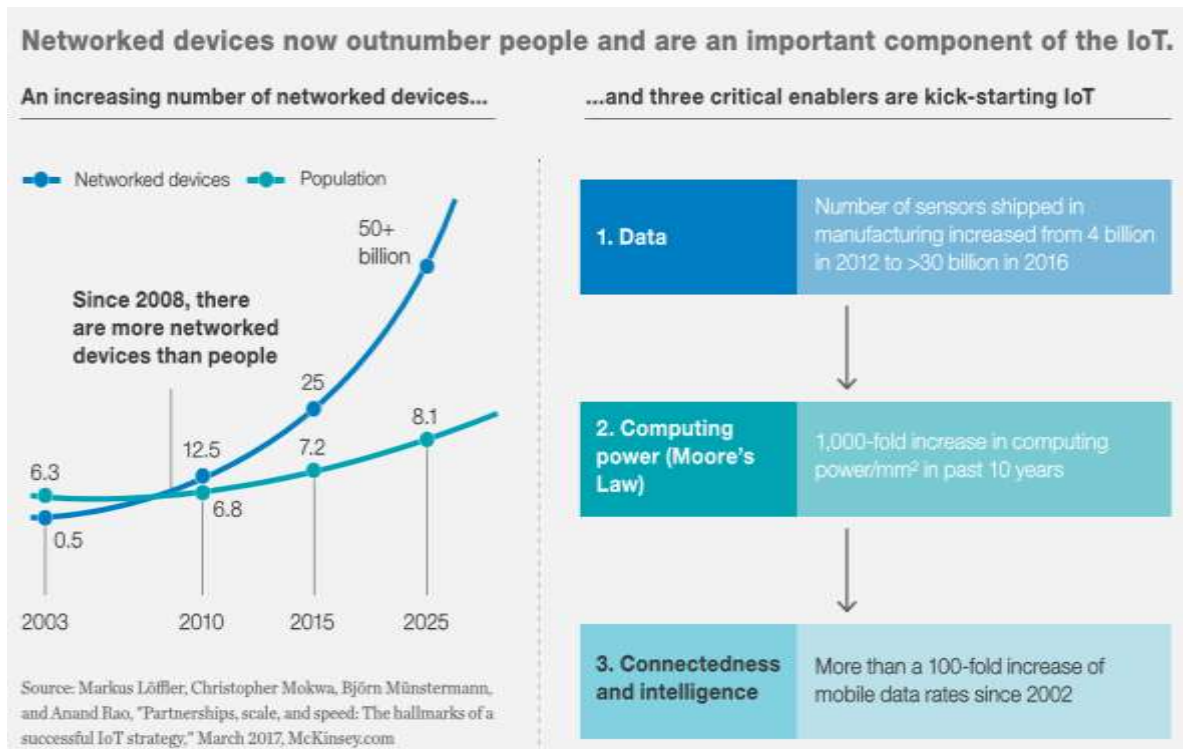 Networked devices now outnumber people and are an important component of the IoT.
An increasing number of networked devices...
Networked devices
Population
50+
billion
Since 2008, there
are more networked
devices than people
25
8.1
12.5
7.2
6.3
6.8
0.5
2003
2010
2015
2025
Source: Markus Löffler, Christopher Mokwa, Björn Münstermann,
and Anand Rao, "Partnerships, scale, and speed: The hallmarks of a
successful IoT strategy," March 2017, McKinsey.com
...and three critical enablers are kick-starting IoT
1. Data
Number of sensors shipped in
manufacturing increased from 4 billion
in 2012 to >30 billion in 2016
2. Computing
power (Moore's
Law)
1,000-fold increase in computing
power/mm² in past 10 years
3. Connectedness
and intelligence
More than a 100-fold increase of
mobile data rates since 2002